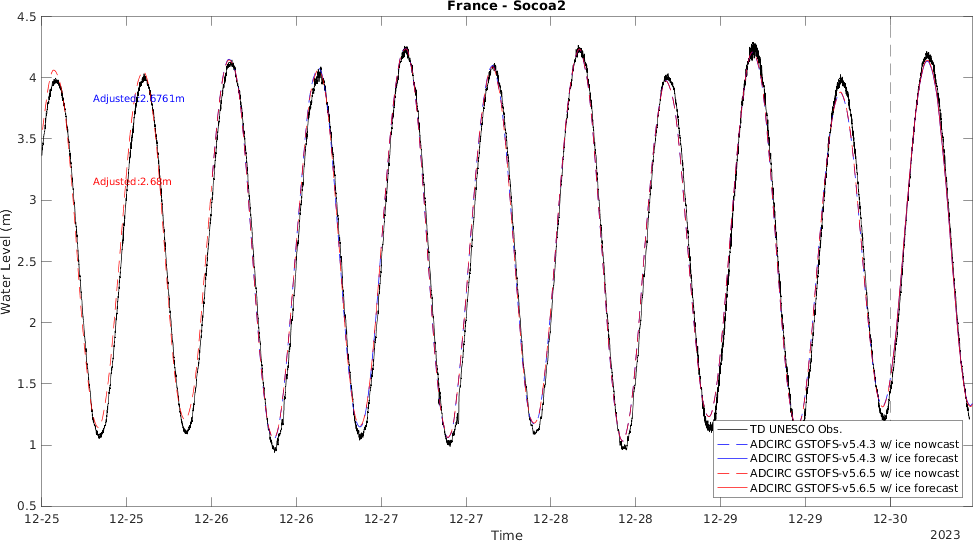 France - Socoa2
4.5
4
3.5
3
2.5
2
1.5
1
0.5
Water Level (m)
Adjusted:2.6761m
Adjusted:2.68m
TD UNESCO Obs.
ADCIRC GSTOFS-v5.4.3 w/ ice nowcast
ADCIRC GSTOFS-v5.4.3 w/ ice forecast
ADCIRC GSTOFS-v5.6.5 w/ ice nowcast
ADCIRC GSTOFS-v5.6.5 w/ ice forecast
12-25 12-25 12-26 12-26 12-27 12-27 12-28 12-28 12-29 12-29 12-30
Time
2023